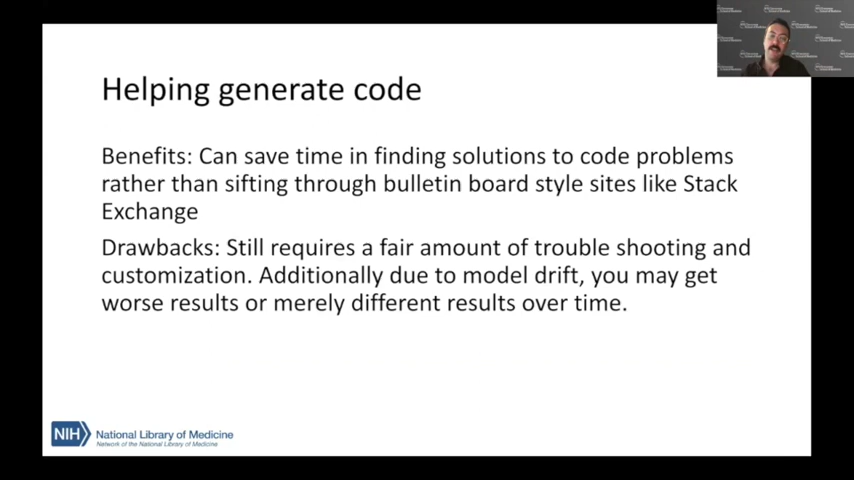 Helping generate code
Benefits: Can save time in finding solutions to code problems
rather than sifting through bulletin board style sites like Stack
Exchange
Drawbacks: Still requires a fair amount of trouble shooting and
customization. Additionally due to model drift, you may get
worse results or merely different results over time.
NIH National Library of Medicine
Network of the National Library of Medicine